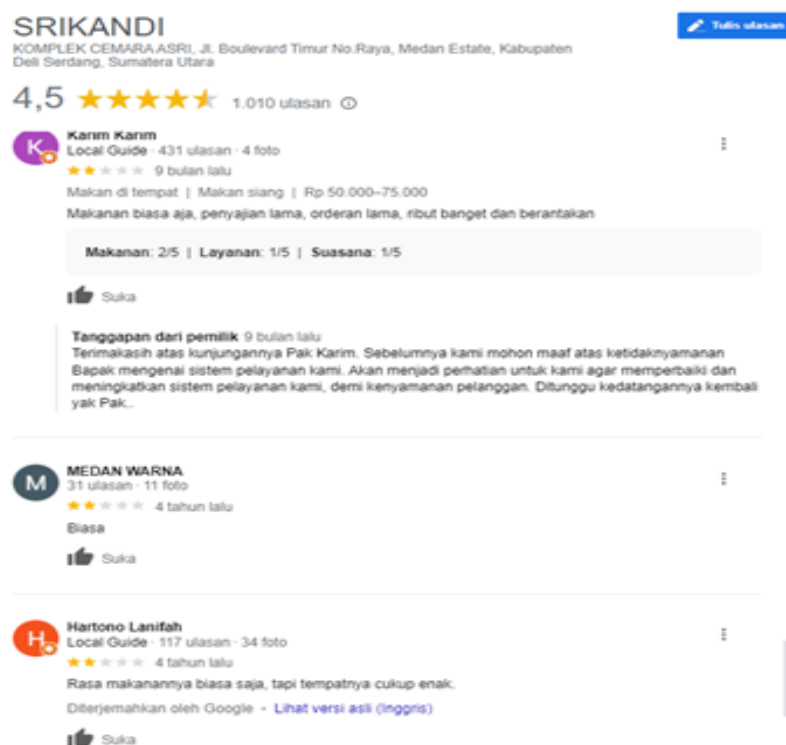 SRIKANDI
Tulis ulasan
KOMPLEK CEMARA ASRI, Jl. Boulevard Timur No.Raya, Medan Estate, Kabupaten
Deli Serdang, Sumatera Utara
4,5 1.010 ulasan
K
Karim Karim
Local Guide · 431 ulasan · 4 foto
9 bulan lalu
Makan di tempat | Makan siang | Rp 50.000–75.000
Makanan biasa aja, penyajian lama, orderan lama, ribut banget dan berantakan
Makanan: 2/5 | Layanan: 1/5 | Suasana: 1/5
Suka
Tanggapan dari pemilik 9 bulan lalu
Terimakasih atas kunjungannya Pak Karim. Sebelumnya kami mohon maaf atas ketidaknyamanan
Bapak mengenai sistem pelayanan kami. Akan menjadi perhatian untuk kami agar memperbaiki dan
meningkatkan sistem pelayanan kami, demi kenyamanan pelanggan. Ditunggu kedatangannya kembali
yak Pak..
M
MEDAN WARNA
31 ulasan · 11 foto
4 tahun lalu
Biasa
Suka
H
Hartono Lanifah
Local Guide · 117 ulasan · 34 foto
4 tahun lalu
Rasa makanannya biasa saja, tapi tempatnya cukup enak.
Diterjemahkan oleh Google - Lihat versi asli (Inggris)
Suka